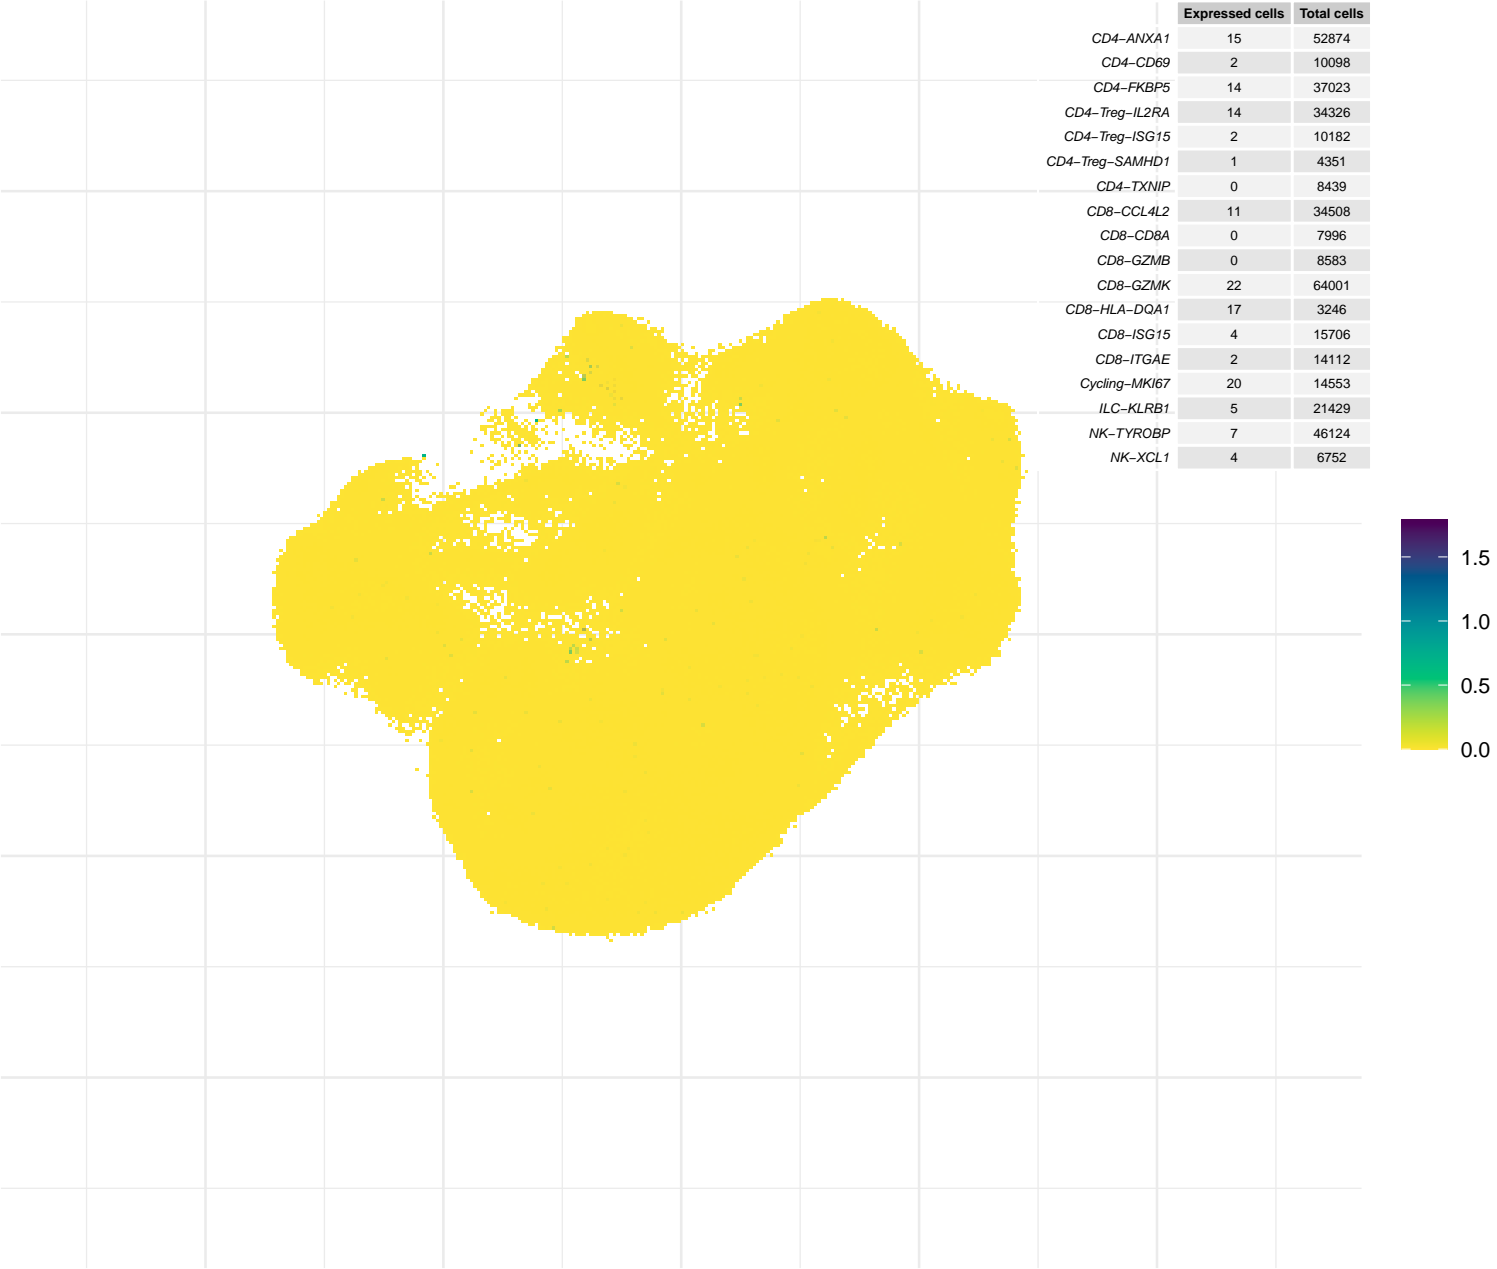 Expressed cells Total cells
CD4−ANXA1 15 52874
CD4−CD69 2 10098
CD4−FKBP5 14 37023
CD4−Treg−IL2RA 14 34326
CD4−Treg−ISG15 2 10182
CD4−Treg−SAMHD1 1 4351
CD4−TXNIP 0 8439
CD8−CCL4L2 11 34508
CD8−CD8A 0 7996
CD8−GZMB 0 8583
CD8−GZMK 22 64001
CD8−HLA−DQA1 17 3246
CD8−ISG15 4 15706
CD8−ITGAE 2 14112
Cycling−MKI67 20 14553
ILC−KLRB1 5 21429
NK−TYROBP 7 46124
NK−XCL1 4 6752
1.5
1.0
0.5
0.0